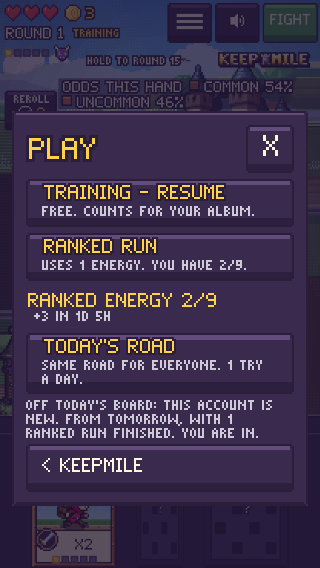 3
ROUND 1 TRAINING
FIGHT
HOLD TO ROUND 15
KEEP MILE
ODDS THIS HAND COMMON 54%
UNCOMMON 46%
REROLL
PLAY
X
TRAINING - RESUME
FREE. COUNTS FOR YOUR ALBUM.
RANKED RUN
USES 1 ENERGY. YOU HAVE 2/9.
RANKED ENERGY 2/9
+3 IN 1D 5H
TODAY'S ROAD
SAME ROAD FOR EVERYONE. 1 TRY
A DAY.
OFF TODAY'S BOARD: THIS ACCOUNT IS
NEW. FROM TOMORROW, WITH 1
RANKED RUN FINISHED. YOU ARE IN.
< KEEPMILE
X2
? ?